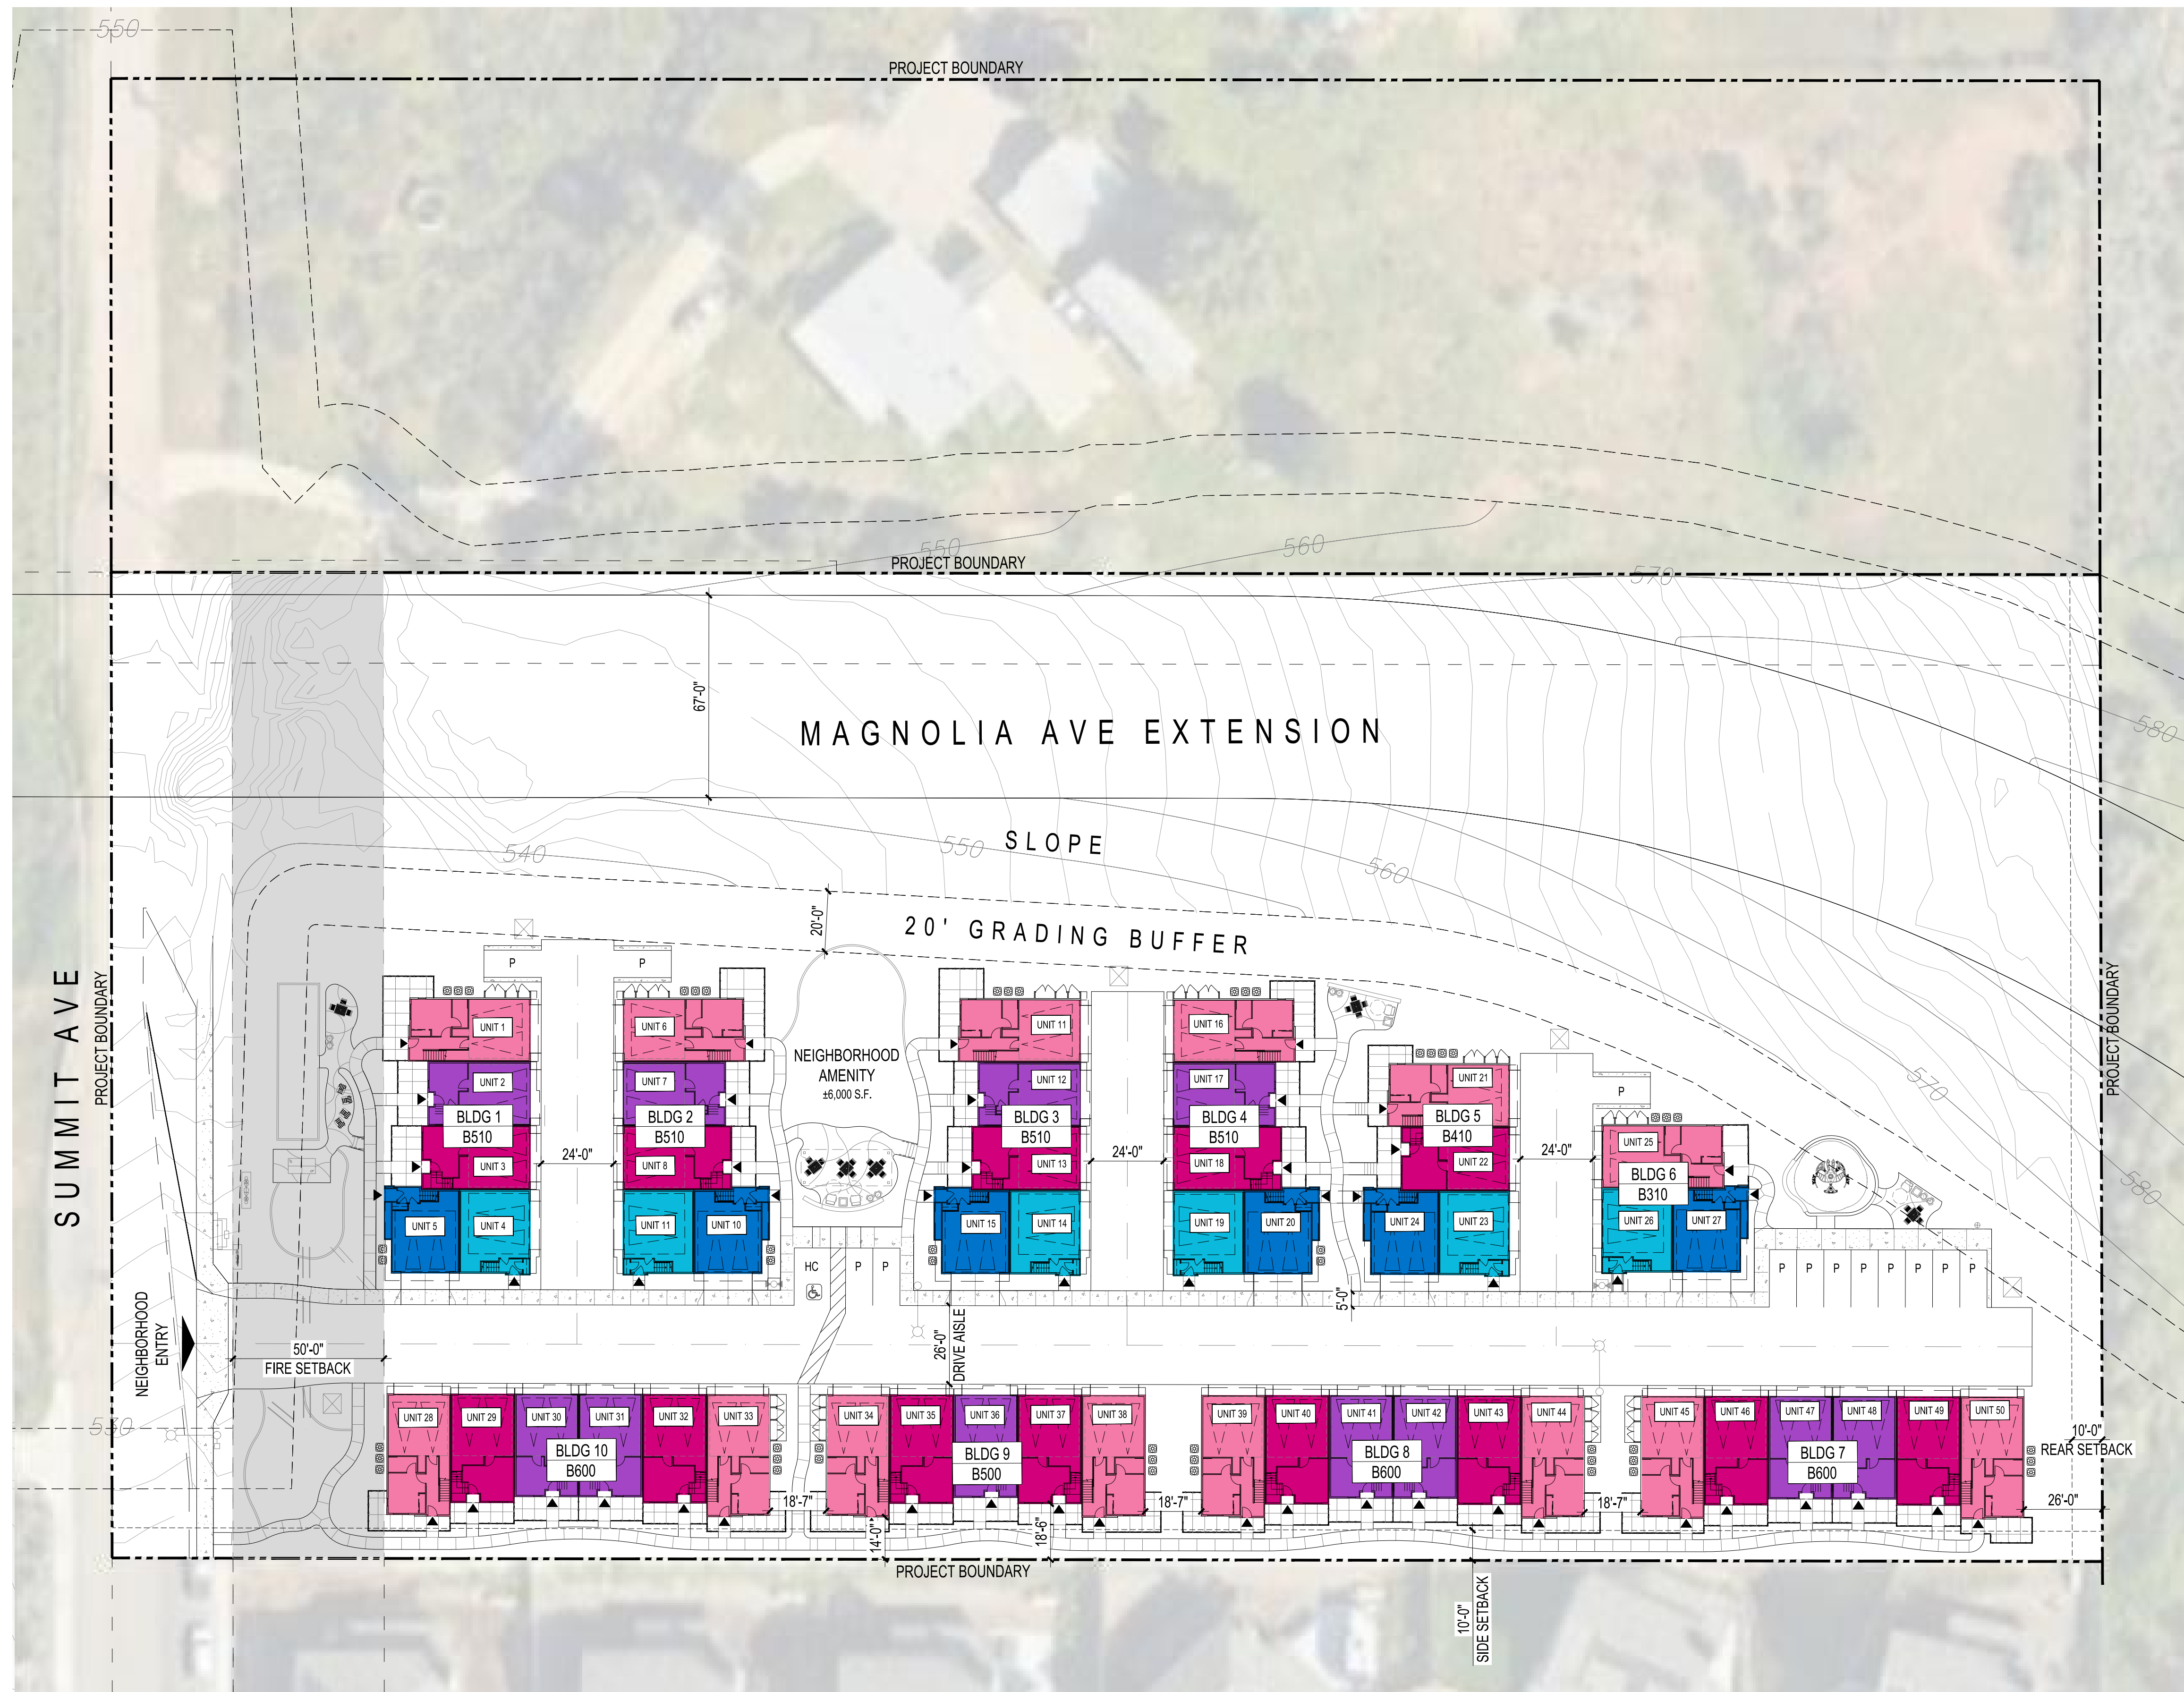 550
PROJECT BOUNDARY
550
560
570
PROJECT BOUNDARY
67'-0"
MAGNOLIA AVE EXTENSION
580
SLOPE
540
550
560
20'-0"
20' GRADING BUFFER
570
580
SUMMIT AVE
PROJECT BOUNDARY
PROJECT BOUNDARY
P
P
UNIT 1
UNIT 2
BLDG 1
B510
UNIT 3
UNIT 5
UNIT 4
24'-0"
UNIT 6
UNIT 7
BLDG 2
B510
UNIT 8
UNIT 11
UNIT 10
NEIGHBORHOOD
AMENITY
±6,000 S.F.
HC
P
P
UNIT 11
UNIT 12
BLDG 3
B510
UNIT 13
UNIT 15
UNIT 14
24'-0"
UNIT 16
UNIT 17
BLDG 4
B510
UNIT 18
UNIT 19
UNIT 20
UNIT 21
BLDG 5
B410
UNIT 22
UNIT 24
UNIT 23
24'-0"
P
UNIT 25
BLDG 6
B310
UNIT 26
UNIT 27
P
P
P
P
P
P
P
P
5'-0"
NEIGHBORHOOD
ENTRY
50'-0"
FIRE SETBACK
26'-0"
DRIVE AISLE
530
UNIT 28
UNIT 29
UNIT 30
UNIT 31
UNIT 32
UNIT 33
BLDG 10
B600
18'-7"
UNIT 34
UNIT 35
UNIT 36
UNIT 37
UNIT 38
BLDG 9
B500
14'-0"
18'-6"
18'-7"
UNIT 39
UNIT 40
UNIT 41
UNIT 42
UNIT 43
UNIT 44
BLDG 8
B600
18'-7"
UNIT 45
UNIT 46
UNIT 47
UNIT 48
UNIT 49
UNIT 50
BLDG 7
B600
10'-0"
REAR SETBACK
26'-0"
PROJECT BOUNDARY
10'-0"
SIDE SETBACK